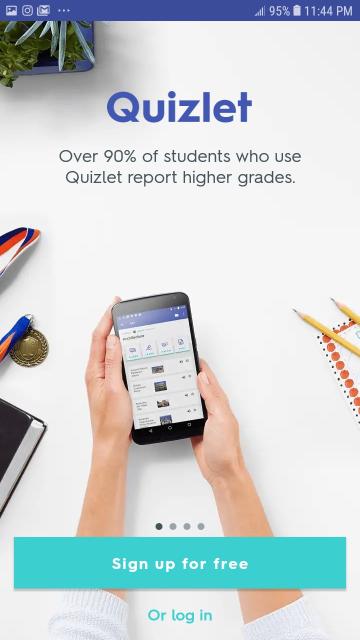 95% 11:44 PM
Quizlet
Over 90% of students who use
Quizlet report higher grades.
Sign up for free
Or log in